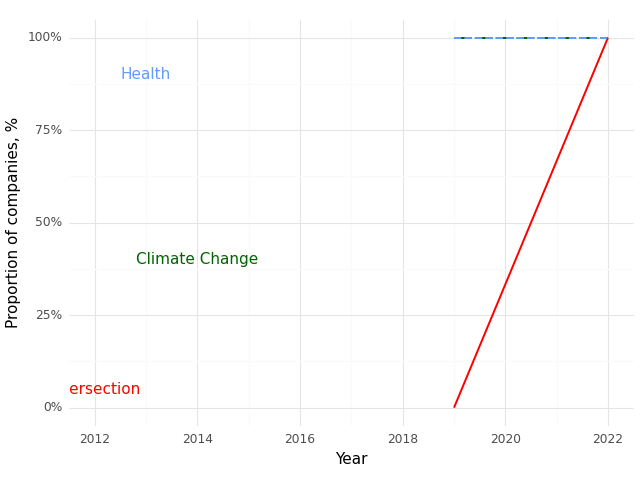 100%
Health
75%
Proportion of companies, %
50%
Climate Change
25%
ersection
0%
2012 2014 2016 2018 2020 2022
Year